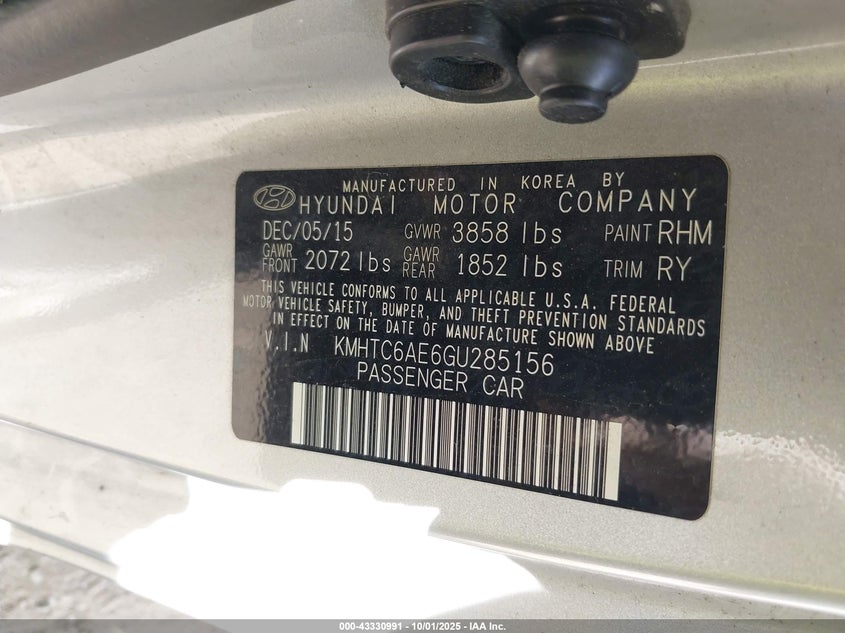 MANUFACTURED IN KOREA BY
HYUNDAI MOTOR COMPANY
DEC/05/15 GVWR 3858 lbs PAINT RHM
GAWR FRONT 2072 lbs GAWR REAR 1852 lbs TRIM RY
THIS VEHICLE CONFORMS TO ALL APPLICABLE U.S.A. FEDERAL
MOTOR VEHICLE SAFETY, BUMPER, AND THEFT PREVENTION STANDARDS
IN EFFECT ON THE DATE OF MANUFACTURE SHOWN ABOVE
V.I.N KMHTC6AE6GU285156
PASSENGER CAR
000-43330991 - 10/01/2025 - IAA Inc.